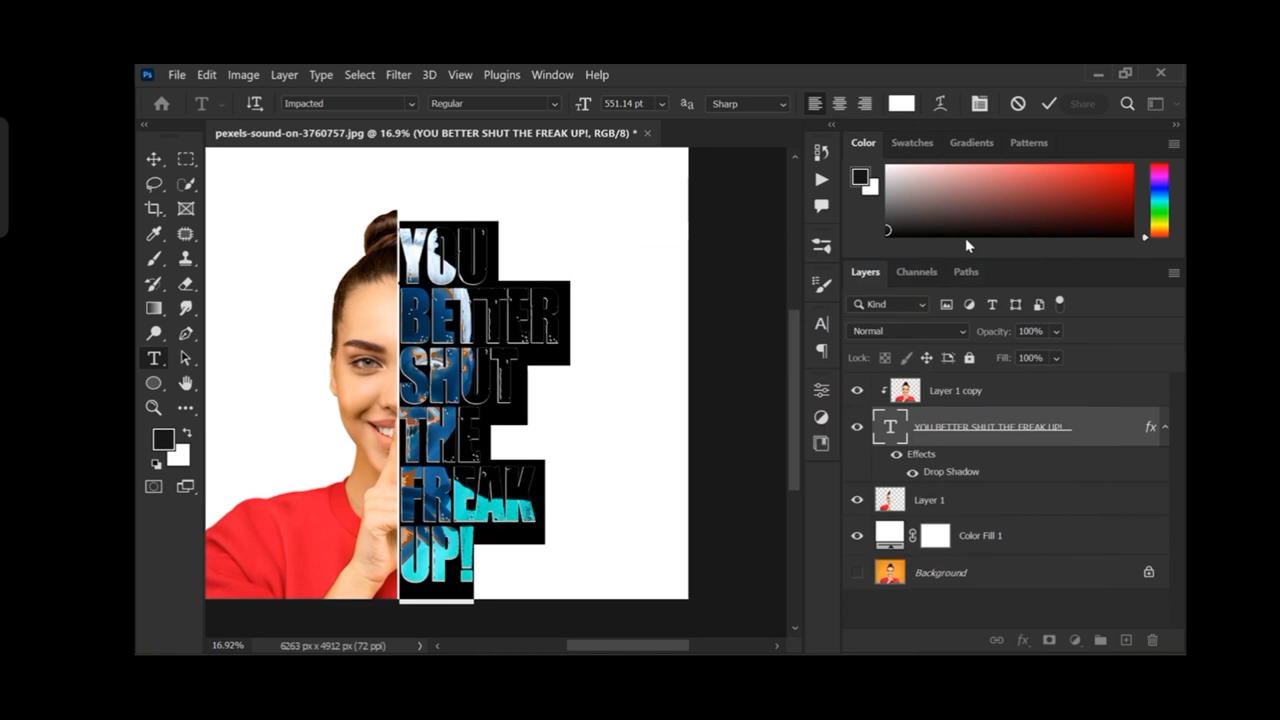 Ps File Edit Image Layer Type Select Filter 3D View Plugins Window Help
T Impacted Regular 551.14 pt aa Sharp Share
pexels-sound-on-3760757.jpg @ 16.9% (YOU BETTER SHUT THE FREAK UP!, RGB/8) *
YOU
BETTER
SHUT
THE
FREAK
UP!
16.92% 6263 px x 4912 px (72 ppi)
Color Swatches Gradients Patterns
Layers Channels Paths
Kind
Normal Opacity: 100%
Lock: Fill: 100%
Layer 1 copy
T YOU BETTER SHUT THE FREAK UP! fx
Effects
Drop Shadow
Layer 1
Color Fill 1
Background
fx